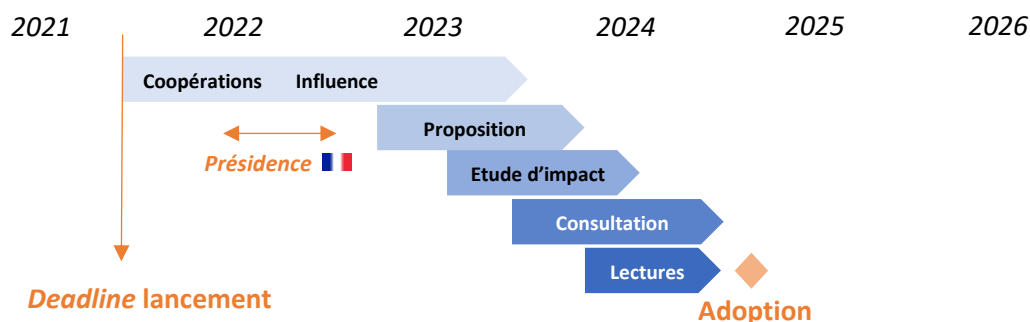 2021 2022 2023 2024 2025 2026
Coopérations Influence
Proposition
Présidence
Etude d’impact
Consultation
Lectures
Deadline lancement
Adoption